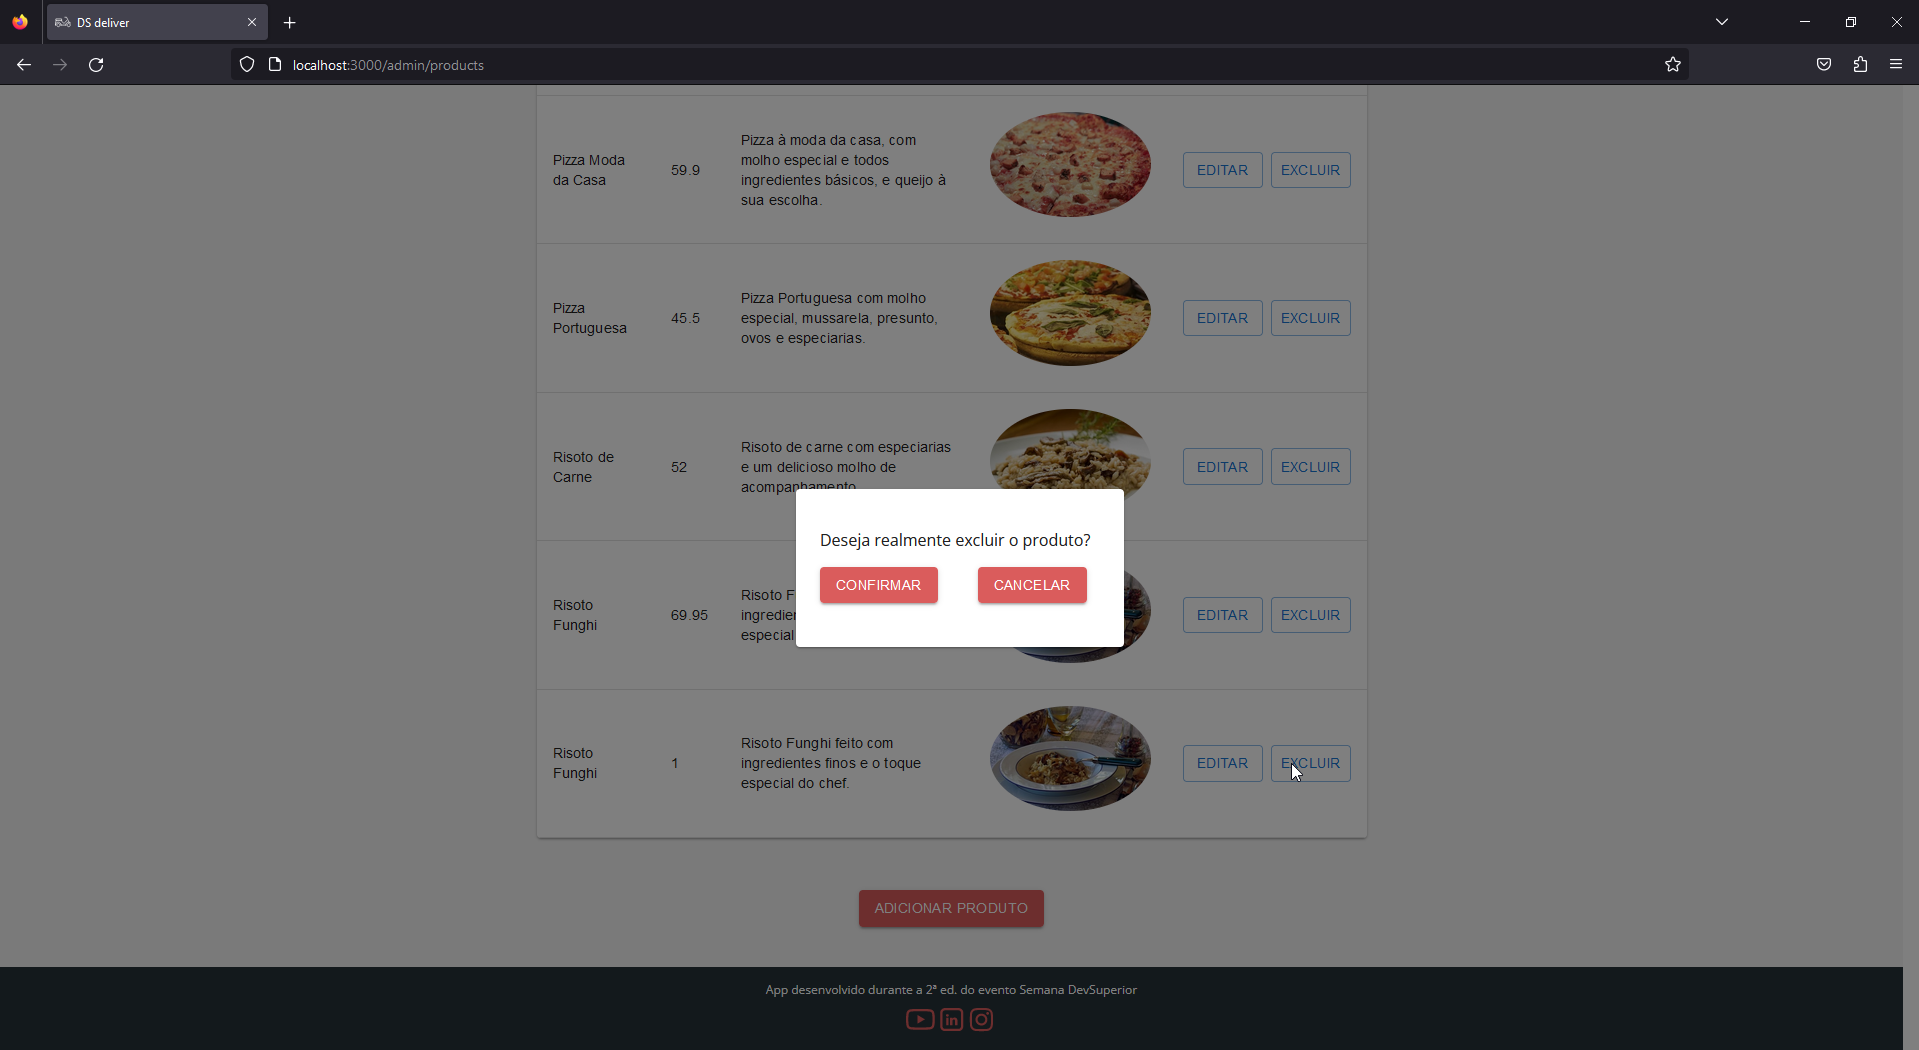 DS deliver
localhost:3000/admin/products
Pizza Moda
da Casa
59.9
Pizza à moda da casa, com
molho especial e todos
ingredientes básicos, e queijo à
sua escolha.
EDITAR
EXCLUIR
Pizza
Portuguesa
45.5
Pizza Portuguesa com molho
especial, mussarela, presunto,
ovos e especiarias.
EDITAR
EXCLUIR
Risoto de
Carne
52
Risoto de carne com especiarias
e um delicioso molho de
acompanhamento
EDITAR
EXCLUIR
Deseja realmente excluir o produto?
CONFIRMAR
CANCELAR
Risoto
Funghi
69.95
Risoto F
ingredien
especial
EDITAR
EXCLUIR
Risoto
Funghi
1
Risoto Funghi feito com
ingredientes finos e o toque
especial do chef.
EDITAR
EXCLUIR
ADICIONAR PRODUTO
App desenvolvido durante a 2ª ed. do evento Semana DevSuperior
in